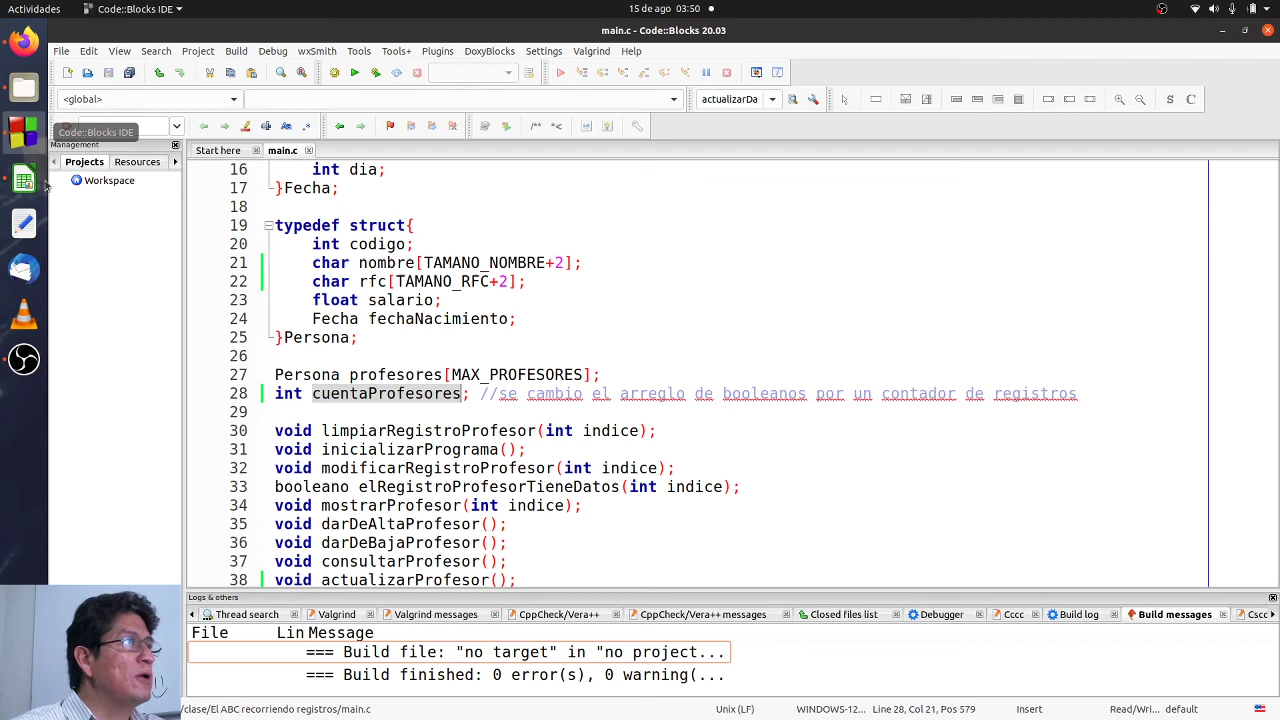 Actividades
Code::Blocks IDE
15 de ago 03:50
main.c - Code::Blocks 20.03
File Edit View Search Project Build Debug wxSmith Tools Tools+ Plugins DoxyBlocks Settings Valgrind Help
<global>
actualizarDa
S C
.*
/** *<
Code::Blocks IDE
Management
Projects Resources
Workspace
Start here
main.c
16 int dia;
17 }Fecha;
18
19 typedef struct{
20 int codigo;
21 char nombre[TAMANO_NOMBRE+2];
22 char rfc[TAMANO_RFC+2];
23 float salario;
24 Fecha fechaNacimiento;
25 }Persona;
26
27 Persona profesores[MAX_PROFESORES];
28 int cuentaProfesores; //se cambio el arreglo de booleanos por un contador de registros
29
30 void limpiarRegistroProfesor(int indice);
31 void inicializarPrograma();
32 void modificarRegistroProfesor(int indice);
33 booleano elRegistroProfesorTieneDatos(int indice);
34 void mostrarProfesor(int indice);
35 void darDeAltaProfesor();
36 void darDeBajaProfesor();
37 void consultarProfesor();
38 void actualizarProfesor();
Logs & others
Thread search Valgrind Valgrind messages CppCheck/Vera++ CppCheck/Vera++ messages Closed files list Debugger Cccc Build log Build messages Cscc
File Lin Message
=== Build file: "no target" in "no project...
=== Build finished: 0 error(s), 0 warning(...
/clase/El ABC recorriendo registros/main.c Unix (LF) WINDOWS-12... Line 28, Col 21, Pos 579 Insert Read/Wri... default